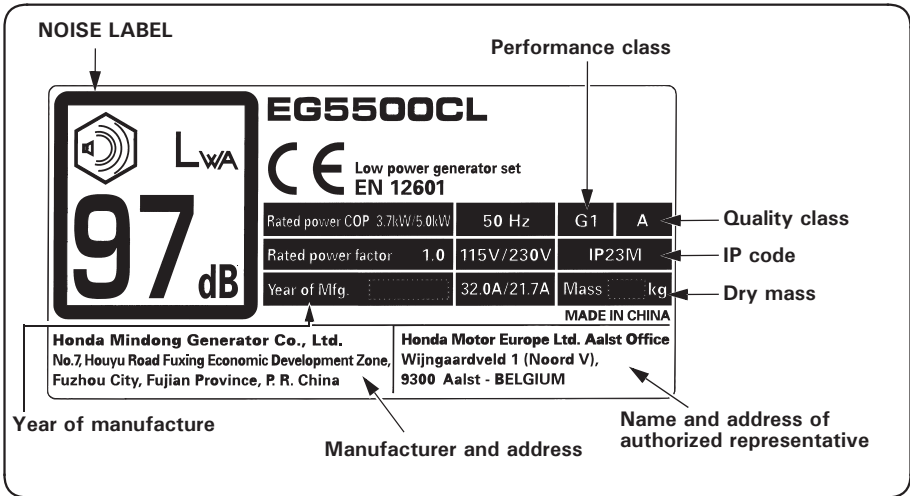 NOISE LABEL
Performance class
EG5500CL
LWA
97 dB
CE
Low power generator set
EN 12601
Rated power COP 3.7kW/5.0kW 50 Hz G1 A
Quality class
Rated power factor 1.0 115V/230V IP23M
IP code
Year of Mfg. 32.0A/21.7A Mass kg
Dry mass
MADE IN CHINA
Honda Mindong Generator Co., Ltd.
No.7, Houyu Road Fuxing Economic Development Zone,
Fuzhou City, Fujian Province, P. R. China
Honda Motor Europe Ltd. Aalst Office
Wijngaardveld 1 (Noord V),
9300 Aalst - BELGIUM
Year of manufacture
Manufacturer and address
Name and address of
authorized representative